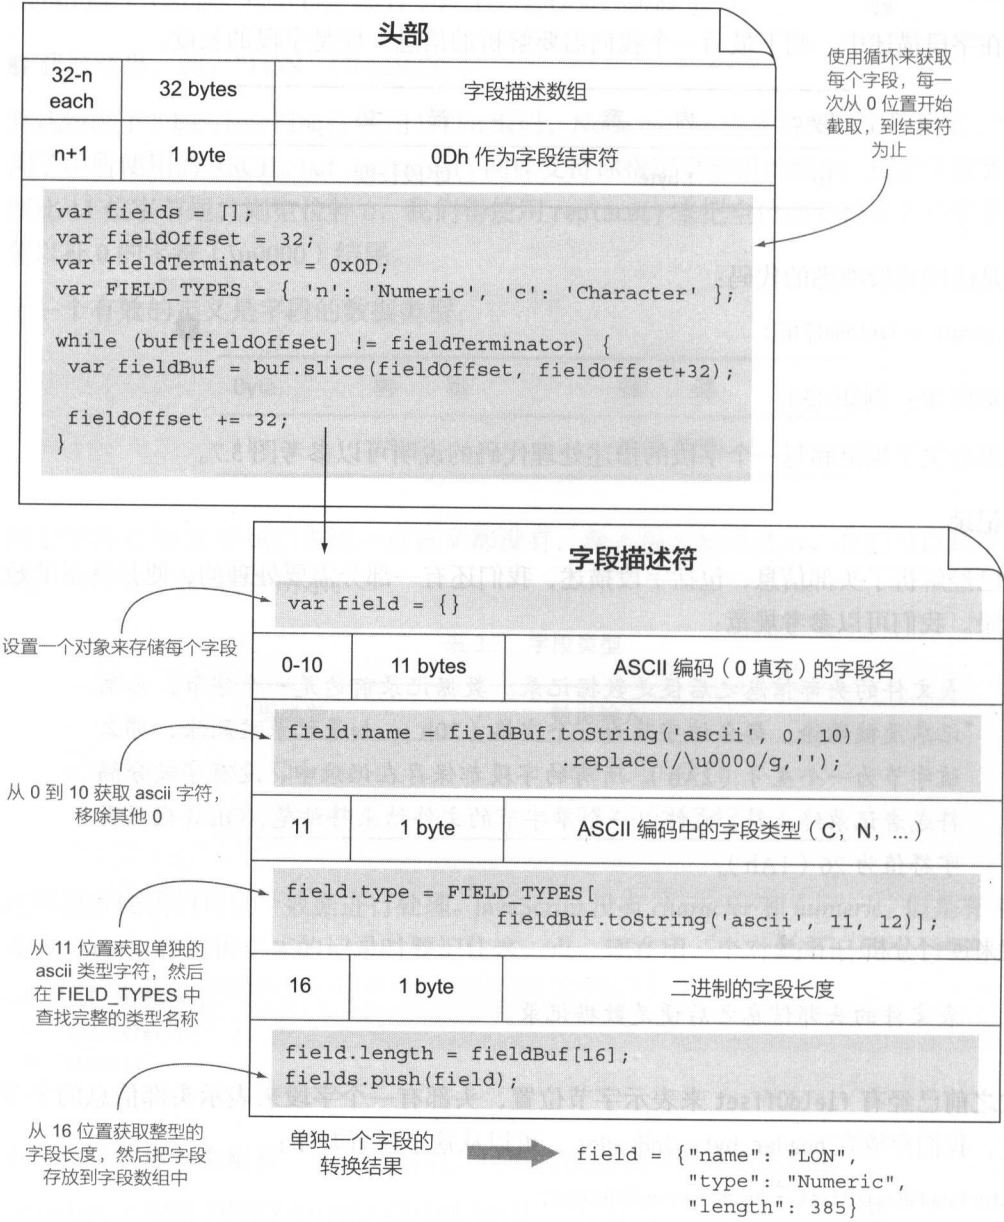 头部
32-n each 32 bytes 字段描述数组
n+1 1 byte 0Dh 作为字段结束符
使用循环来获取
每个字段，每一
次从 0 位置开始
截取，到结束符
为止
var fields = [];
var fieldOffset = 32;
var fieldTerminator = 0x0D;
var FIELD_TYPES = { 'n': 'Numeric', 'c': 'Character' };
while (buf[fieldOffset] != fieldTerminator) {
var fieldBuf = buf.slice(fieldOffset, fieldOffset+32);
fieldOffset += 32;
}
字段描述符
var field = {}
设置一个对象来存储每个字段
0-10 11 bytes ASCII 编码（0 填充）的字段名
field.name = fieldBuf.toString('ascii', 0, 10)
.replace(/\u0000/g,'');
从 0 到 10 获取 ascii 字符，
移除其他 0
11 1 byte ASCII 编码中的字段类型（C，N，...）
field.type = FIELD_TYPES[
fieldBuf.toString('ascii', 11, 12)];
从 11 位置获取单独的
ascii 类型字符，然后
在 FIELD_TYPES 中
查找完整的类型名称
16 1 byte 二进制的字段长度
field.length = fieldBuf[16];
fields.push(field);
从 16 位置获取整型的
字段长度，然后把字段
存放到字段数组中
单独一个字段的
转换结果
field = {"name": "LON",
"type": "Numeric",
"length": 385}